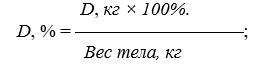 D, кг × 100%.
D, % =
;
Вес тела, кг